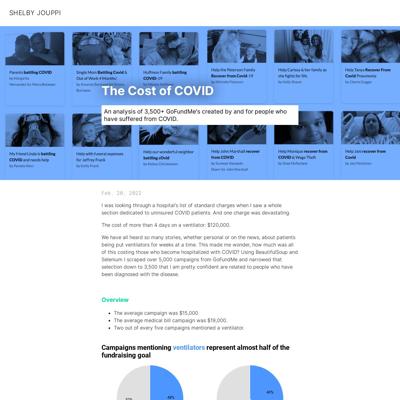 SHELBY JOUPPI
Parents battling COVID
Single Mom Battling Covid &
Out of Work 4 Months!
Huffman Family battling
COVID-19
Help the Peterson Family
Recover from Covid-19
Help Carissa & her family as
she fights for life.
Help Tanya Recover From
Covid Pneumonia
The Cost of COVID
An analysis of 3,500+ GoFundMe's created by and for people who
have suffered from COVID.
My friend Linda is battling
COVID and needs help
Help with funeral expenses
for Jeffrey Frank
Help our wonderful neighbor
battling cOvid
Help John Marshall recover
from COVID
Help Monique recover from
COVID & Wage Theft
Help Jani recover from
Covid
Feb. 20, 2022
I was looking through a hospital's list of standard charges when I saw a whole
section dedicated to uninsured COVID patients. And one charge was devastating.
The cost of more than 4 days on a ventilator: $120,000.
We have all heard so many stories, whether personal or on the news, about patients
being put ventilators for weeks at a time. This made me wonder, how much was all
of this costing those who become hospitalized with COVID? Using BeautifulSoup and
Selenium I scraped over 5,000 campaigns from GoFundMe and narrowed that
selection down to 3,500 that I am pretty confident are related to people who have
been diagnosed with the disease.
Overview
The average campaign was $15,000.
The average medical bill campaign was $19,000.
Two out of every five campaigns mentioned a ventilator.
Campaigns mentioning ventilators represent almost half of the
fundraising goal